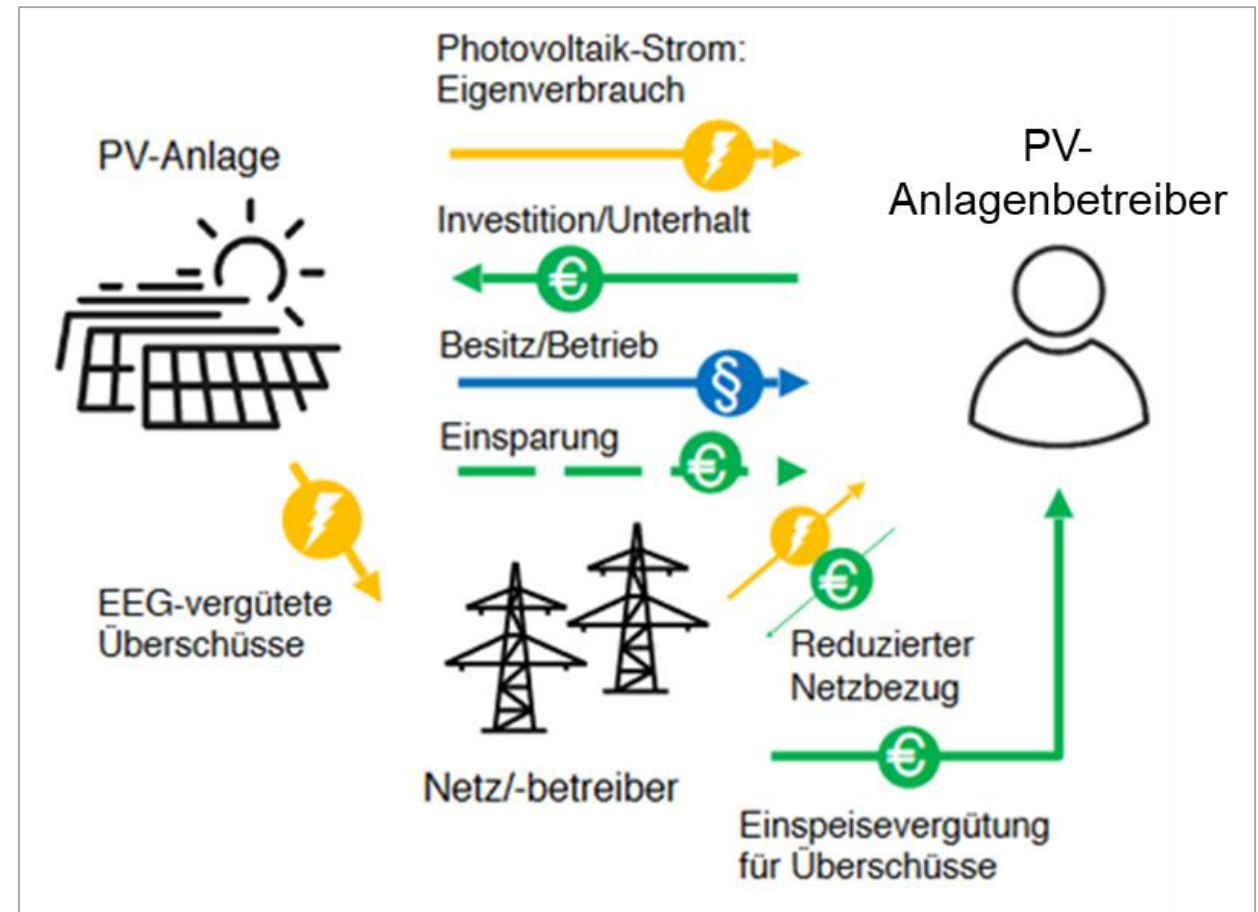 Photovoltaik-Strom:
Eigenverbrauch
PV-Anlage
PV-
Anlagenbetreiber
Investition/Unterhalt
€
Besitz/Betrieb
§
Einsparung
€
€
EEG-vergütete
Überschüsse
Reduzierter
Netzbezug
€
Netz/-betreiber
Einspeisevergütung
für Überschüsse